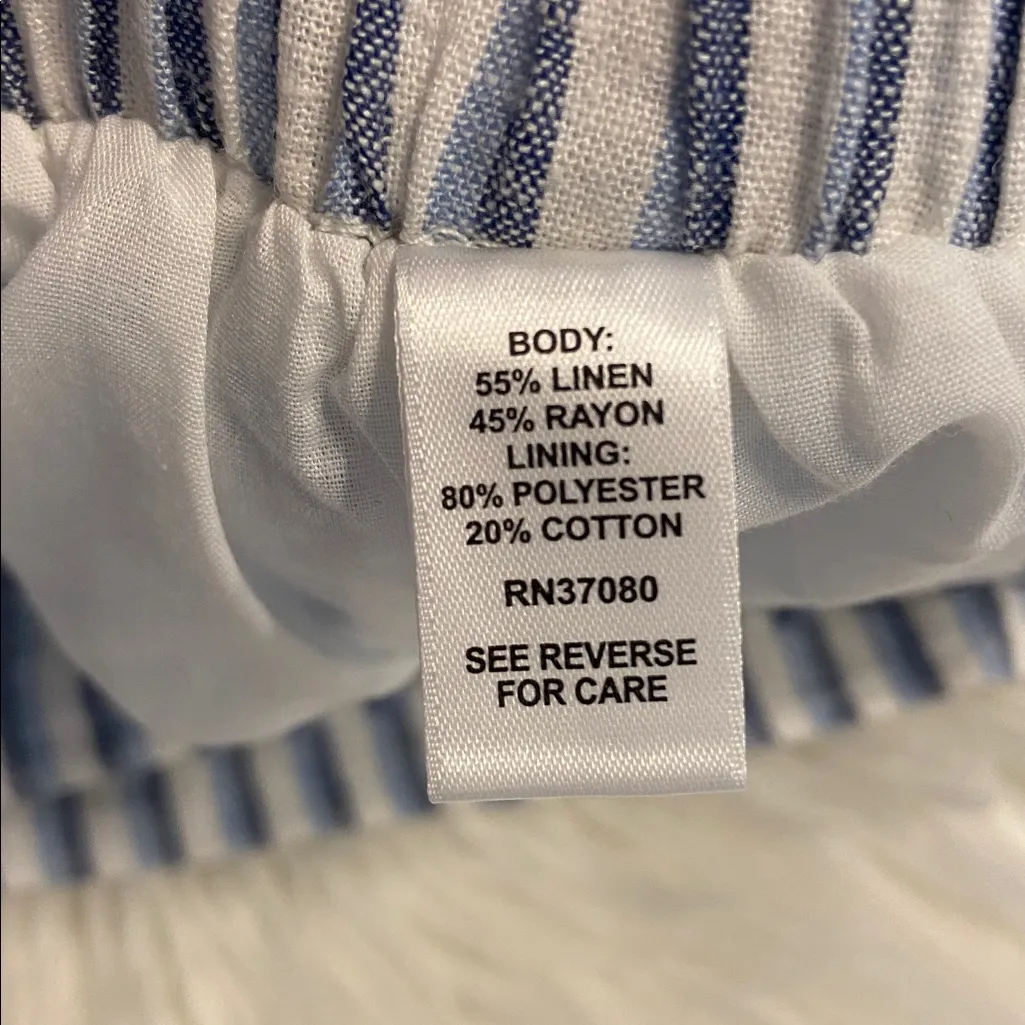 BODY:
55% LINEN
45% RAYON
LINING:
80% POLYESTER
20% COTTON
RN37080
SEE REVERSE
FOR CARE